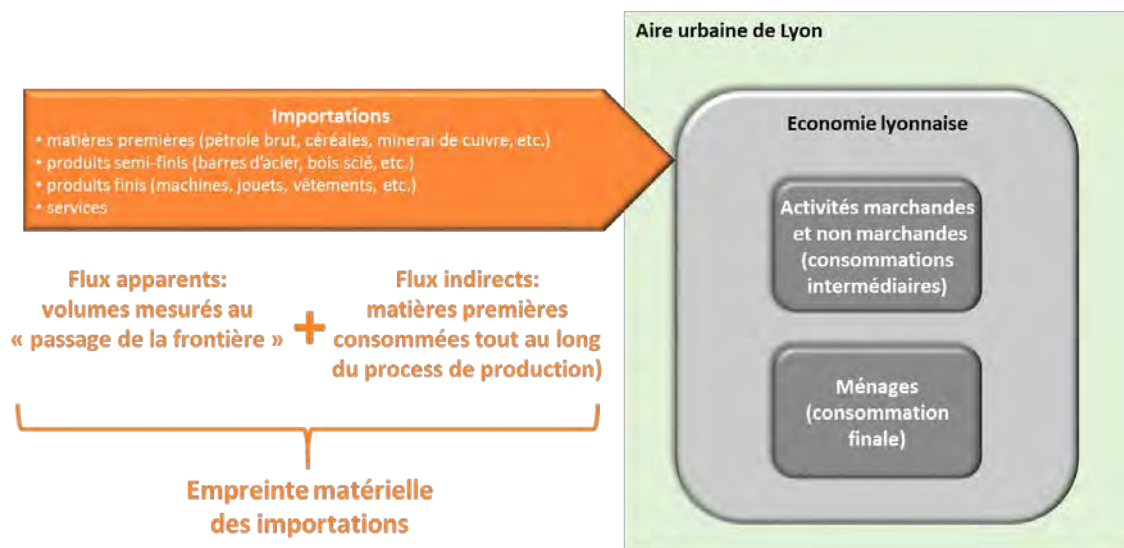 Aire urbaine de Lyon
Importations
• matières premières (pétrole brut, céréales, minerai de cuivre, etc.)
• produits semi-finis (barres d'acier, bois scié, etc.)
• produits finis (machines, jouets, vêtements, etc.)
• services
Economie lyonnaise
Activités marchandes
et non marchandes
(consommations
intermédiaires)
Ménages
(consommation
finale)
Flux apparents:
volumes mesurés au
« passage de la frontière »
+
Flux indirects:
matières premières
consommées tout au long
du process de production)
Empreinte matérielle
des importations